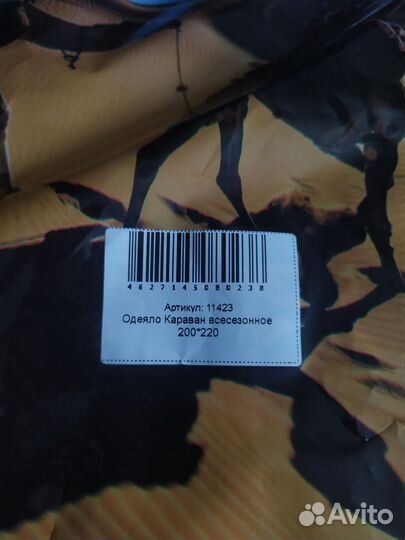 4627145080238
Артикул: 11423
Одеяло Караван всесезонное
200*220
Avito